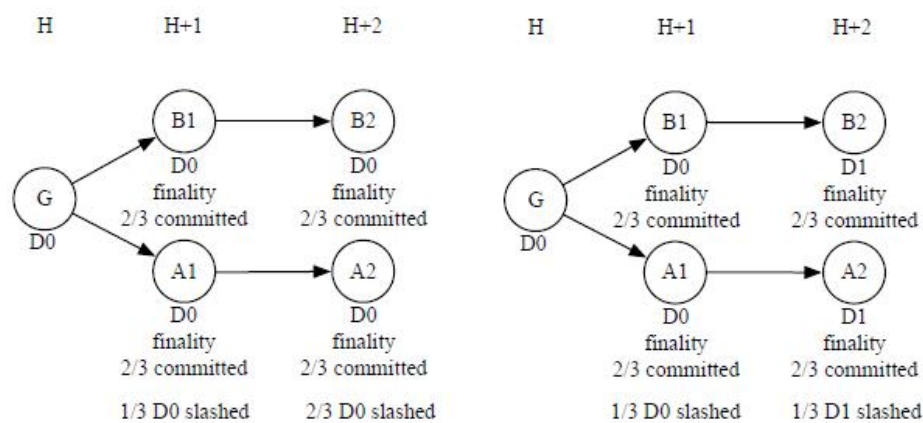 H H+1 H+2 H H+1 H+2
B1 B2 B1 B2
D0 D0 D0 D1
G finality finality G finality finality
2/3 committed 2/3 committed 2/3 committed 2/3 committed
D0 D0
A1 A2 A1 A2
D0 D0 D0 D1
finality finality finality finality
2/3 committed 2/3 committed 2/3 committed 2/3 committed
1/3 D0 slashed 2/3 D0 slashed 1/3 D0 slashed 1/3 D1 slashed